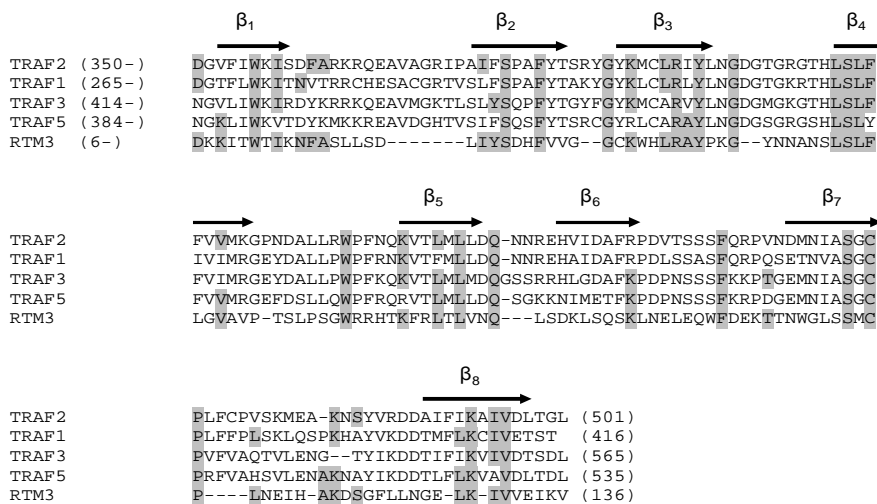 β1 β2 β3 β4
TRAF2 (350-) DGVFIWKISDFARKRQEAVAGRIPAIFSPAFYTSRYGYKMCLRIYLNGDGTGRGTHLSLF
TRAF1 (265-) DGTFLWKITNVTRRCHESACGRTVSLFSPAFYTAKYGYKLCLRLYLNGDGTGKRTHLSLF
TRAF3 (414-) NGVLIWKIRDYKRRKQEAVMGKTLSLYSQPFYTGYFGYKMCARVYLNGDGMGKGTHLSLF
TRAF5 (384-) NGKLIWKVTDYKMKKREAVDGHTVSIFSQSFYTSRCGYRLCARAYLNGDGSGRGSHLSLY
RTM3 (6-) DKKITWTIKNFASLLSD-------LIYSDHFVVG--GCKWHLRAYPKG--YNNANSLSLF
β5 β6 β7
TRAF2 FVVMKGPNDALLRWPFNQKVTLMLLDQ-NNREHVIDAFRPDVTSSSFQRPVNDMNIASGC
TRAF1 IVIMRGEYDALLPWPFRNKVTFMLLDQ-NNREHAIDAFRPDLSSASFQRPQSETNVASGC
TRAF3 FVIMRGEYDALLPWPFKQKVTLMLMDQGSSRRHLGDAFKPDPNSSSFKKPTGEMNIASGC
TRAF5 FVVMRGEFDSLLQWPFRQRVTLMLLDQ-SGKKNIMETFKPDPNSSSFKRPDGEMNIASGC
RTM3 LGVAVP-TSLPSGWRRHTKFRLTLVNQ---LSDKLSQSKLNELEQWFDEKTTNWGLSSMC
β8
TRAF2 PLFCPVSKMEA-KNSYVRDDAIFIKAIVDLTGL (501)
TRAF1 PLFFPLSKLQSPKHAYVKDDTMFLKCIVETST (416)
TRAF3 PVFVAQTVLENG--TYIKDDTIFIKVIVDTSDL (565)
TRAF5 PRFVAHSVLENAKNAYIKDDTLFLKVAVDLTDL (535)
RTM3 P----LNEIH-AKDSGFLLNGE-LK-IVVEIKV (136)